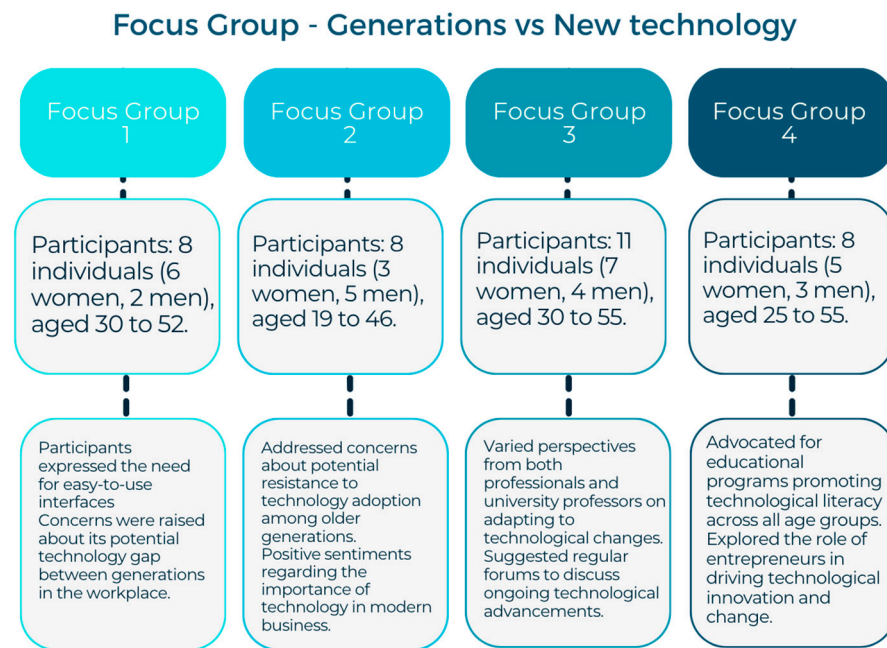 Focus Group - Generations vs New technology
Focus Group
1
Participants: 8
individuals (6
women, 2 men),
aged 30 to 52.
Participants
expressed the need
for easy-to-use
interfaces
Concerns were raised
about its potential
technology gap
between generations
in the workplace.
Focus Group
2
Participants: 8
individuals (3
women, 5 men),
aged 19 to 46.
Addressed concerns
about potential
resistance to
technology adoption
among older
generations.
Positive sentiments
regarding the
importance of
technology in modern
business.
Focus Group
3
Participants: 11
individuals (7
women, 4 men),
aged 30 to 55.
Varied perspectives
from both
professionals and
university professors on
adapting to
technological changes.
Suggested regular
forums to discuss
ongoing technological
advancements.
Focus Group
4
Participants: 8
individuals (5
women, 3 men),
aged 25 to 55.
Advocated for
educational
programs promoting
technological literacy
across all age groups.
Explored the role of
entrepreneurs in
driving technological
innovation and
change.